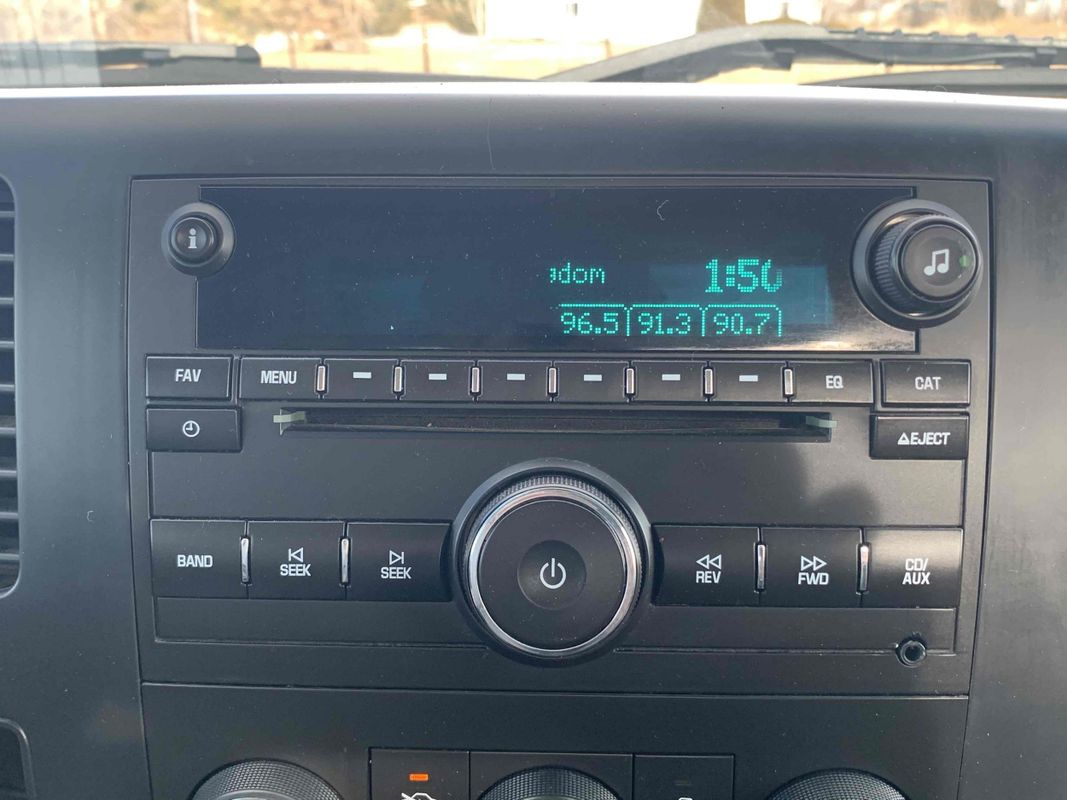 i
dom 1:50
96.5 91.3 90.7
FAV MENU EQ CAT
EJECT
BAND SEEK SEEK REV FWD CD/
AUX